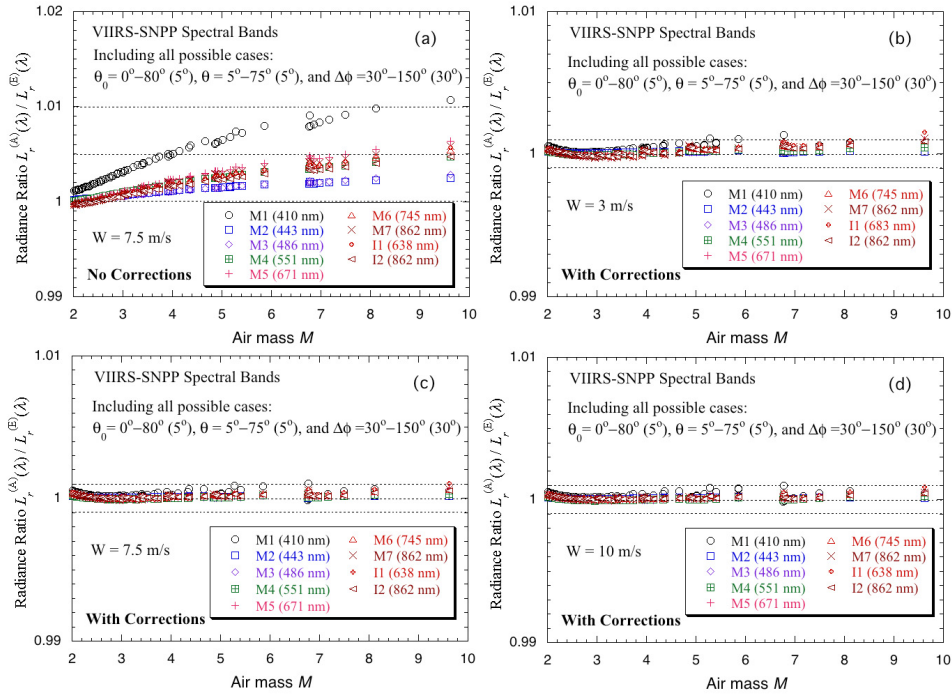 1.02
VIIRS-SNPP Spectral Bands
(a)
Including all possible cases:
θ₀ = 0°–80° (5°), θ = 5°–75° (5°), and Δϕ =30°–150° (30°)
1.01
1
0.99
Radiance Ratio Lᵣ⁽ᴬ⁾(λ) / Lᵣ⁽ᴱ⁾(λ)
W = 7.5 m/s
No Corrections
M1 (410 nm)
M2 (443 nm)
M3 (486 nm)
M4 (551 nm)
M5 (671 nm)
M6 (745 nm)
M7 (862 nm)
I1 (638 nm)
I2 (862 nm)
2 3 4 5 6 7 8 9 10
Air mass M
1.01
VIIRS-SNPP Spectral Bands
(b)
Including all possible cases:
θ₀ = 0°–80° (5°), θ = 5°–75° (5°), and Δϕ =30°–150° (30°)
1
0.99
Radiance Ratio Lᵣ⁽ᴬ⁾(λ) / Lᵣ⁽ᴱ⁾(λ)
W = 3 m/s
With Corrections
M1 (410 nm)
M2 (443 nm)
M3 (486 nm)
M4 (551 nm)
M5 (671 nm)
M6 (745 nm)
M7 (862 nm)
I1 (683 nm)
I2 (862 nm)
2 3 4 5 6 7 8 9 10
Air mass M
1.01
VIIRS-SNPP Spectral Bands
(c)
Including all possible cases:
θ₀ = 0°–80° (5°), θ = 5°–75° (5°), and Δϕ =30°–150° (30°)
1
0.99
Radiance Ratio Lᵣ⁽ᴬ⁾(λ) / Lᵣ⁽ᴱ⁾(λ)
W = 7.5 m/s
With Corrections
M1 (410 nm)
M2 (443 nm)
M3 (486 nm)
M4 (551 nm)
M5 (671 nm)
M6 (745 nm)
M7 (862 nm)
I1 (638 nm)
I2 (862 nm)
2 3 4 5 6 7 8 9 10
Air mass M
1.01
VIIRS-SNPP Spectral Bands
(d)
Including all possible cases:
θ₀ = 0°–80° (5°), θ = 5°–75° (5°), and Δϕ =30°–150° (30°)
1
0.99
Radiance Ratio Lᵣ⁽ᴬ⁾(λ) / Lᵣ⁽ᴱ⁾(λ)
W = 10 m/s
With Corrections
M1 (410 nm)
M2 (443 nm)
M3 (486 nm)
M4 (551 nm)
M5 (671 nm)
M6 (745 nm)
M7 (862 nm)
I1 (638 nm)
I2 (862 nm)
2 3 4 5 6 7 8 9 10
Air mass M